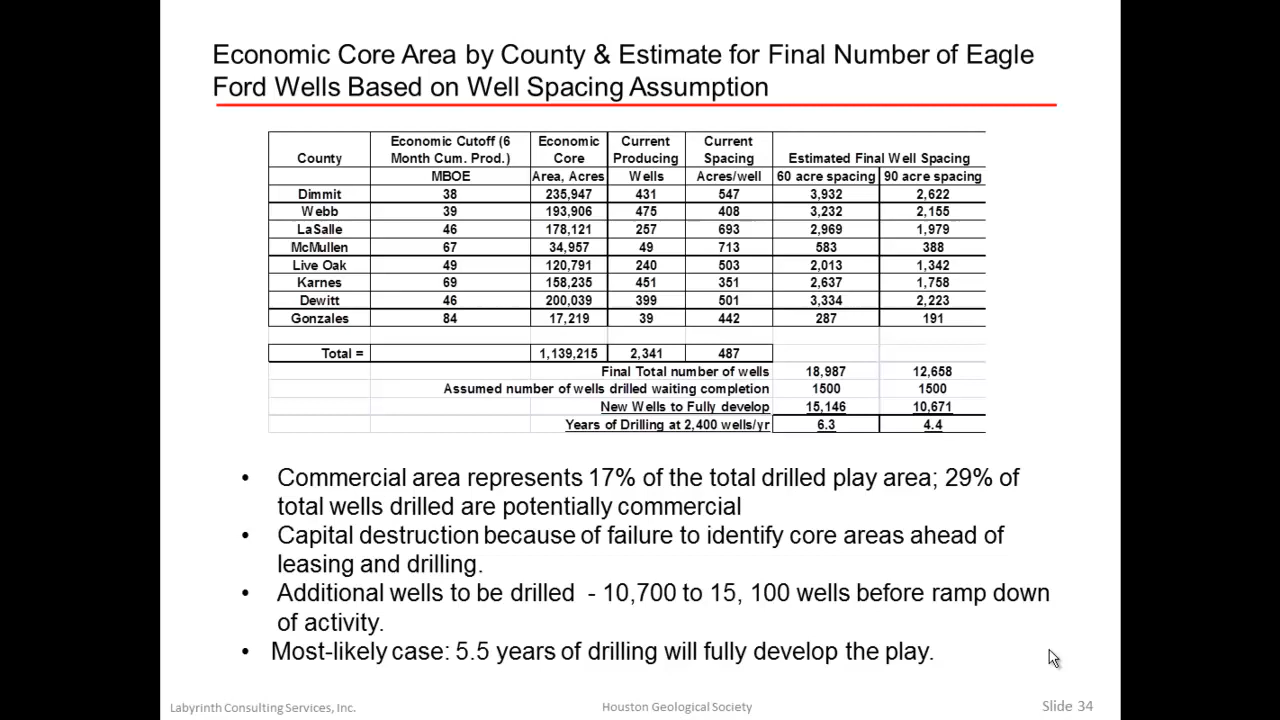 Economic Core Area by County & Estimate for Final Number of Eagle
Ford Wells Based on Well Spacing Assumption
County Economic Cutoff (6 Month Cum. Prod.) Economic Core Current Producing Current Spacing Estimated Final Well Spacing
MBOE Area, Acres Wells Acres/well 60 acre spacing 90 acre spacing
Dimmit 38 235,947 431 547 3,932 2,622
Webb 39 193,906 475 408 3,232 2,155
LaSalle 46 178,121 257 693 2,969 1,979
McMullen 67 34,957 49 713 583 388
Live Oak 49 120,791 240 503 2,013 1,342
Karnes 69 158,235 451 351 2,637 1,758
Dewitt 46 200,039 399 501 3,334 2,223
Gonzales 84 17,219 39 442 287 191
Total = 1,139,215 2,341 487
Final Total number of wells 18,987 12,658
Assumed number of wells drilled waiting completion 1500 1500
New Wells to Fully develop 15,146 10,671
Years of Drilling at 2,400 wells/yr 6.3 4.4
• Commercial area represents 17% of the total drilled play area; 29% of
total wells drilled are potentially commercial
• Capital destruction because of failure to identify core areas ahead of
leasing and drilling.
• Additional wells to be drilled - 10,700 to 15, 100 wells before ramp down
of activity.
• Most-likely case: 5.5 years of drilling will fully develop the play.
Labyrinth Consulting Services, Inc. Houston Geological Society Slide 34